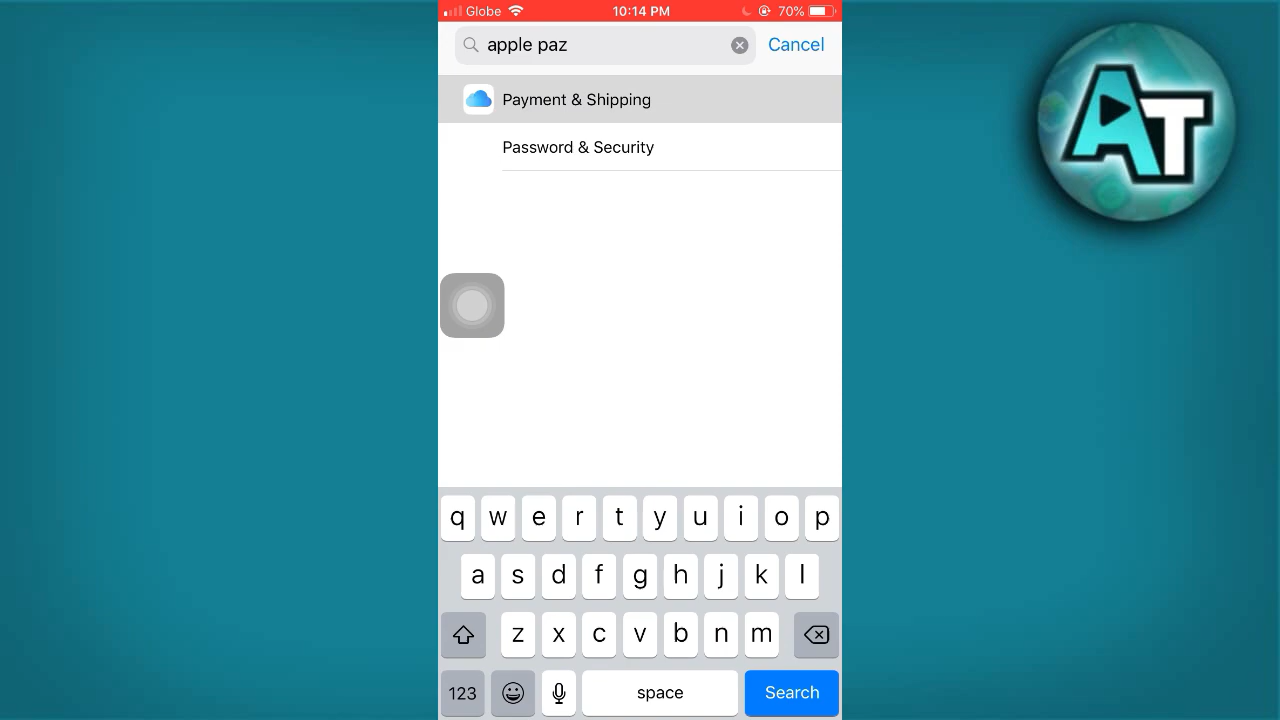 Globe 10:14 PM 70%
apple paz Cancel
Payment & Shipping
Password & Security
AT
q w e r t y u i o p
a s d f g h j k l
z x c v b n m
123 space Search